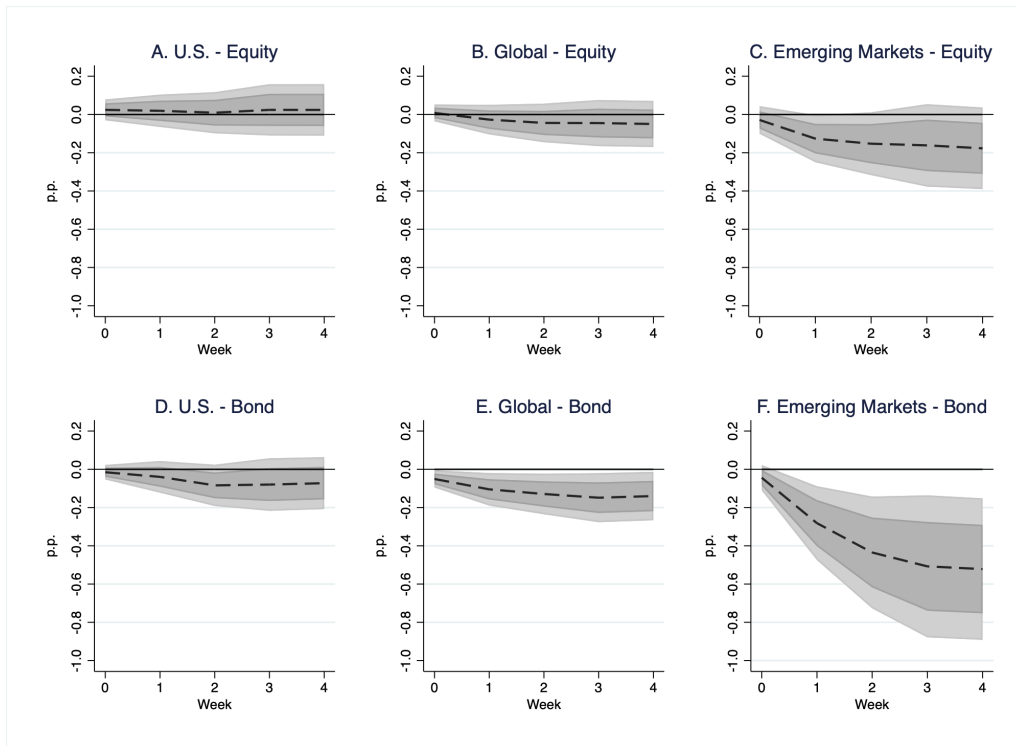 A. U.S. - Equity
p.p.
0.2
0.0
-0.2
-0.4
-0.6
-0.8
-1.0
0 1 2 3 4
Week
B. Global - Equity
p.p.
0.2
0.0
-0.2
-0.4
-0.6
-0.8
-1.0
0 1 2 3 4
Week
C. Emerging Markets - Equity
p.p.
0.2
0.0
-0.2
-0.4
-0.6
-0.8
-1.0
0 1 2 3 4
Week
D. U.S. - Bond
p.p.
0.2
0.0
-0.2
-0.4
-0.6
-0.8
-1.0
0 1 2 3 4
Week
E. Global - Bond
p.p.
0.2
0.0
-0.2
-0.4
-0.6
-0.8
-1.0
0 1 2 3 4
Week
F. Emerging Markets - Bond
p.p.
0.2
0.0
-0.2
-0.4
-0.6
-0.8
-1.0
0 1 2 3 4
Week